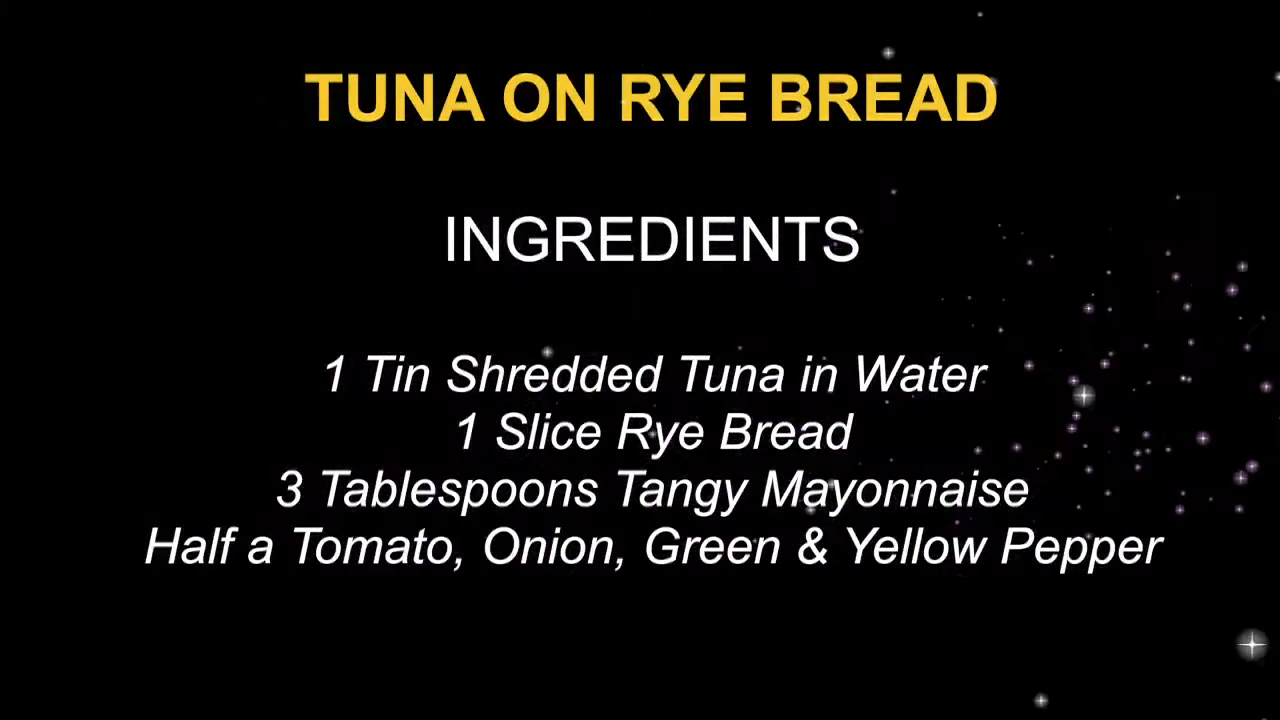 TUNA ON RYE BREAD
INGREDIENTS
1 Tin Shredded Tuna in Water
1 Slice Rye Bread
3 Tablespoons Tangy Mayonnaise
Half a Tomato, Onion, Green & Yellow Pepper